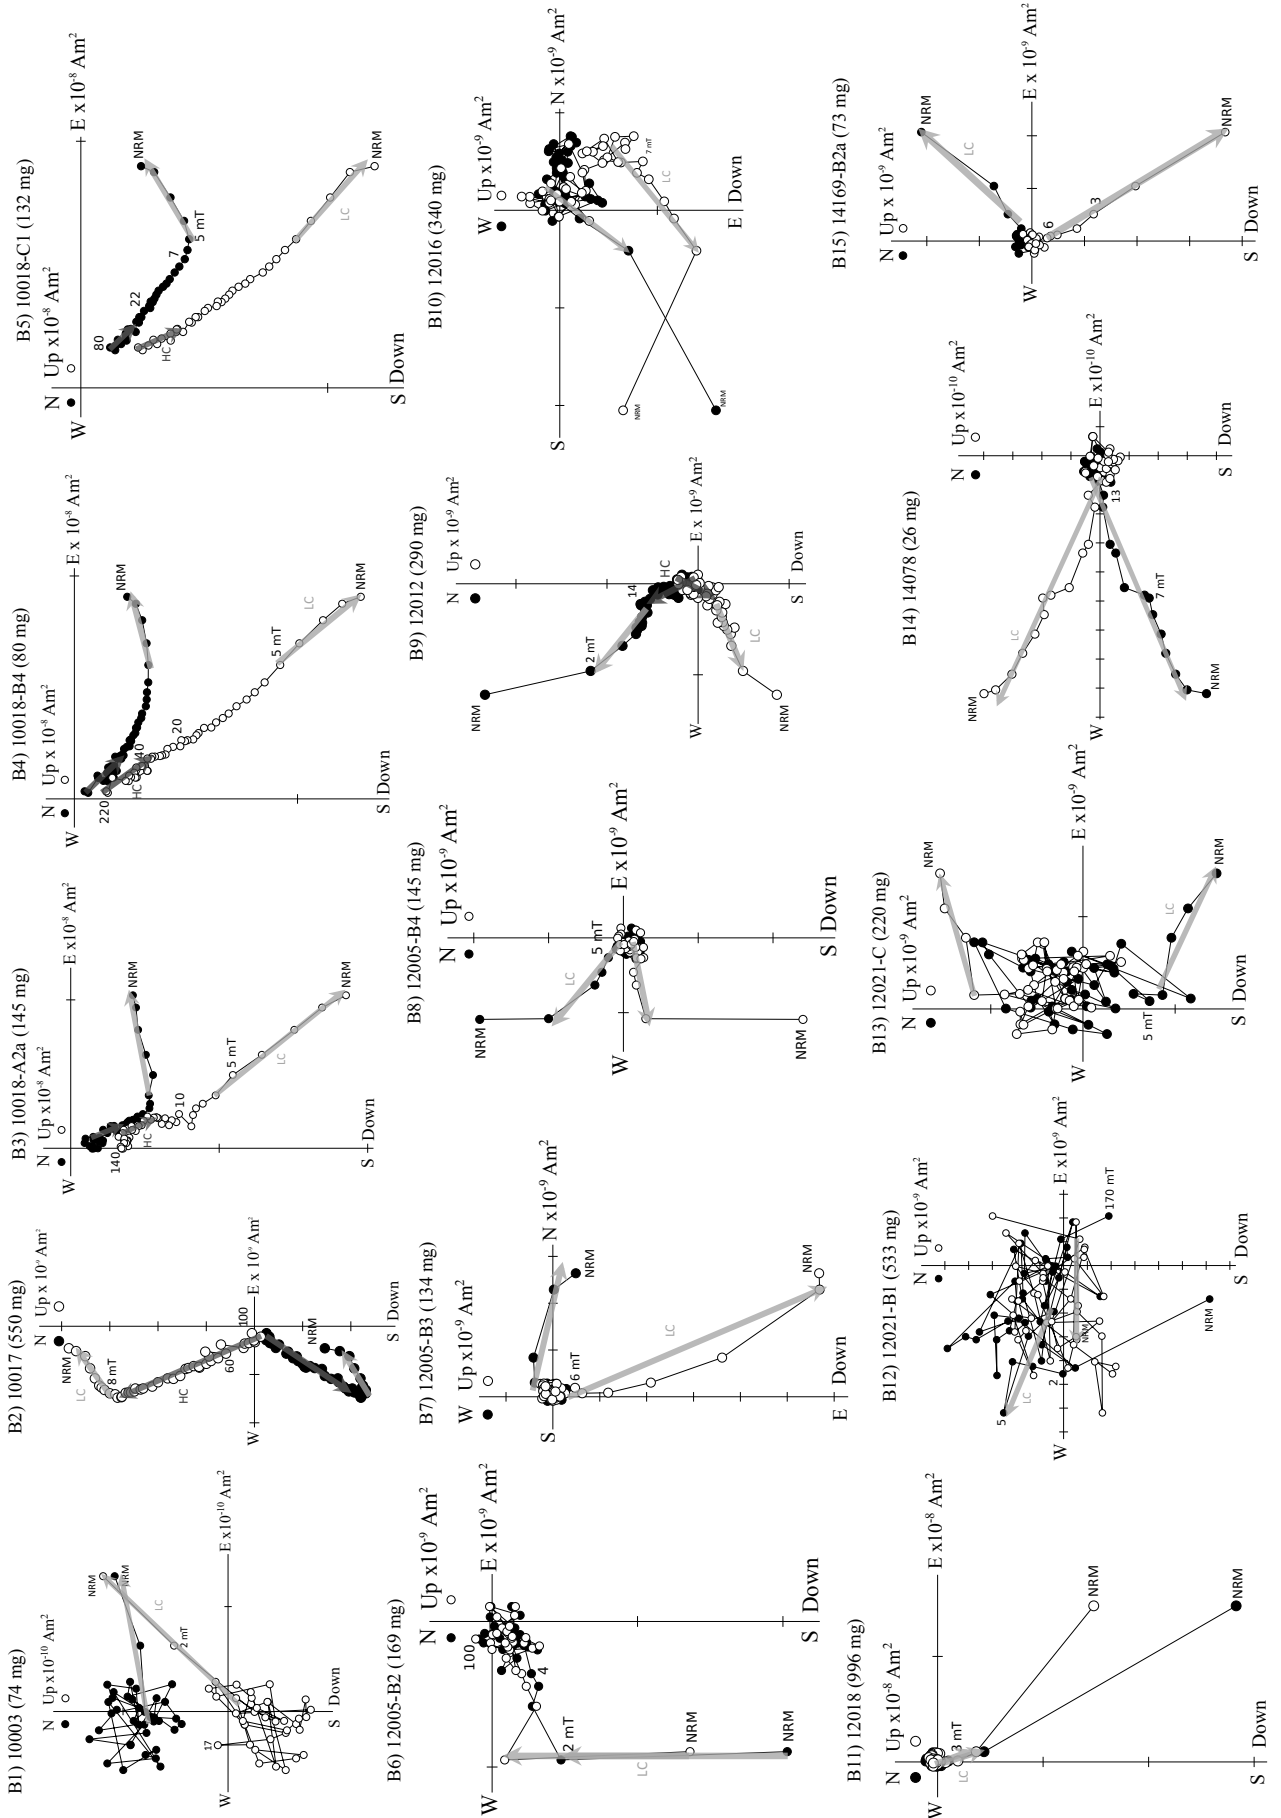 B1) 10003 (74 mg)
N Up x10⁻¹⁰ Am²
NRM
NRM
LC
2 mT
17
W
E x10⁻¹⁰ Am²
S Down
B2) 10017 (550 mg)
N Up x10⁻⁹ Am²
NRM
LC
8 mT
HC
60
100
NRM
W
E x 10⁻⁹ Am²
S Down
B3) 10018-A2a (145 mg)
N Up x10⁻⁸ Am²
W
E x10⁻⁸ Am²
NRM
140
HC
10
5 mT
LC
NRM
S Down
B4) 10018-B4 (80 mg)
N Up x 10⁻⁸ Am²
W
E x 10⁻⁸ Am²
NRM
220
HC
40
20
5 mT
LC
NRM
S Down
B5) 10018-C1 (132 mg)
N Up x10⁻⁸ Am²
W
E x10⁻⁸ Am²
NRM
80
22
7
5 mT
HC
LC
NRM
S Down
B6) 12005-B2 (169 mg)
N Up x10⁻⁹ Am²
W
E x10⁻⁹ Am²
100
4
2 mT
LC
NRM
NRM
S Down
B7) 12005-B3 (134 mg)
W Up x10⁻⁹ Am²
S
N x10⁻⁹ Am²
NRM
6 mT
LC
NRM
E Down
B8) 12005-B4 (145 mg)
N Up x10⁻⁹ Am²
NRM
LC
5 mT
W
E x10⁻⁹ Am²
NRM
S Down
B9) 12012 (290 mg)
N Up x 10⁻⁹ Am²
NRM
2 mT
14
HC
W
E x 10⁻⁹ Am²
LC
NRM
S Down
B10) 12016 (340 mg)
W Up x10⁻⁹ Am²
S
N x10⁻⁹ Am²
7 mT
LC
NRM
NRM
E Down
B11) 12018 (996 mg)
N Up x10⁻⁸ Am²
W
E x10⁻⁸ Am²
3 mT
LC
NRM
NRM
S Down
B12) 12021-B1 (533 mg)
N Up x10⁻⁹ Am²
5
LC
2
NRM
W
E x10⁻⁹ Am²
170 mT
NRM
S Down
B13) 12021-C (220 mg)
N Up x10⁻⁹ Am²
NRM
W
E x10⁻⁹ Am²
5 mT
LC
NRM
S Down
B14) 14078 (26 mg)
N Up x10⁻¹⁰ Am²
NRM
LC
W
E x10⁻¹⁰ Am²
13
7 mT
NRM
S Down
B15) 14169-B2a (73 mg)
N Up x 10⁻⁹ Am²
NRM
LC
W
E x 10⁻⁹ Am²
6
3
NRM
S Down